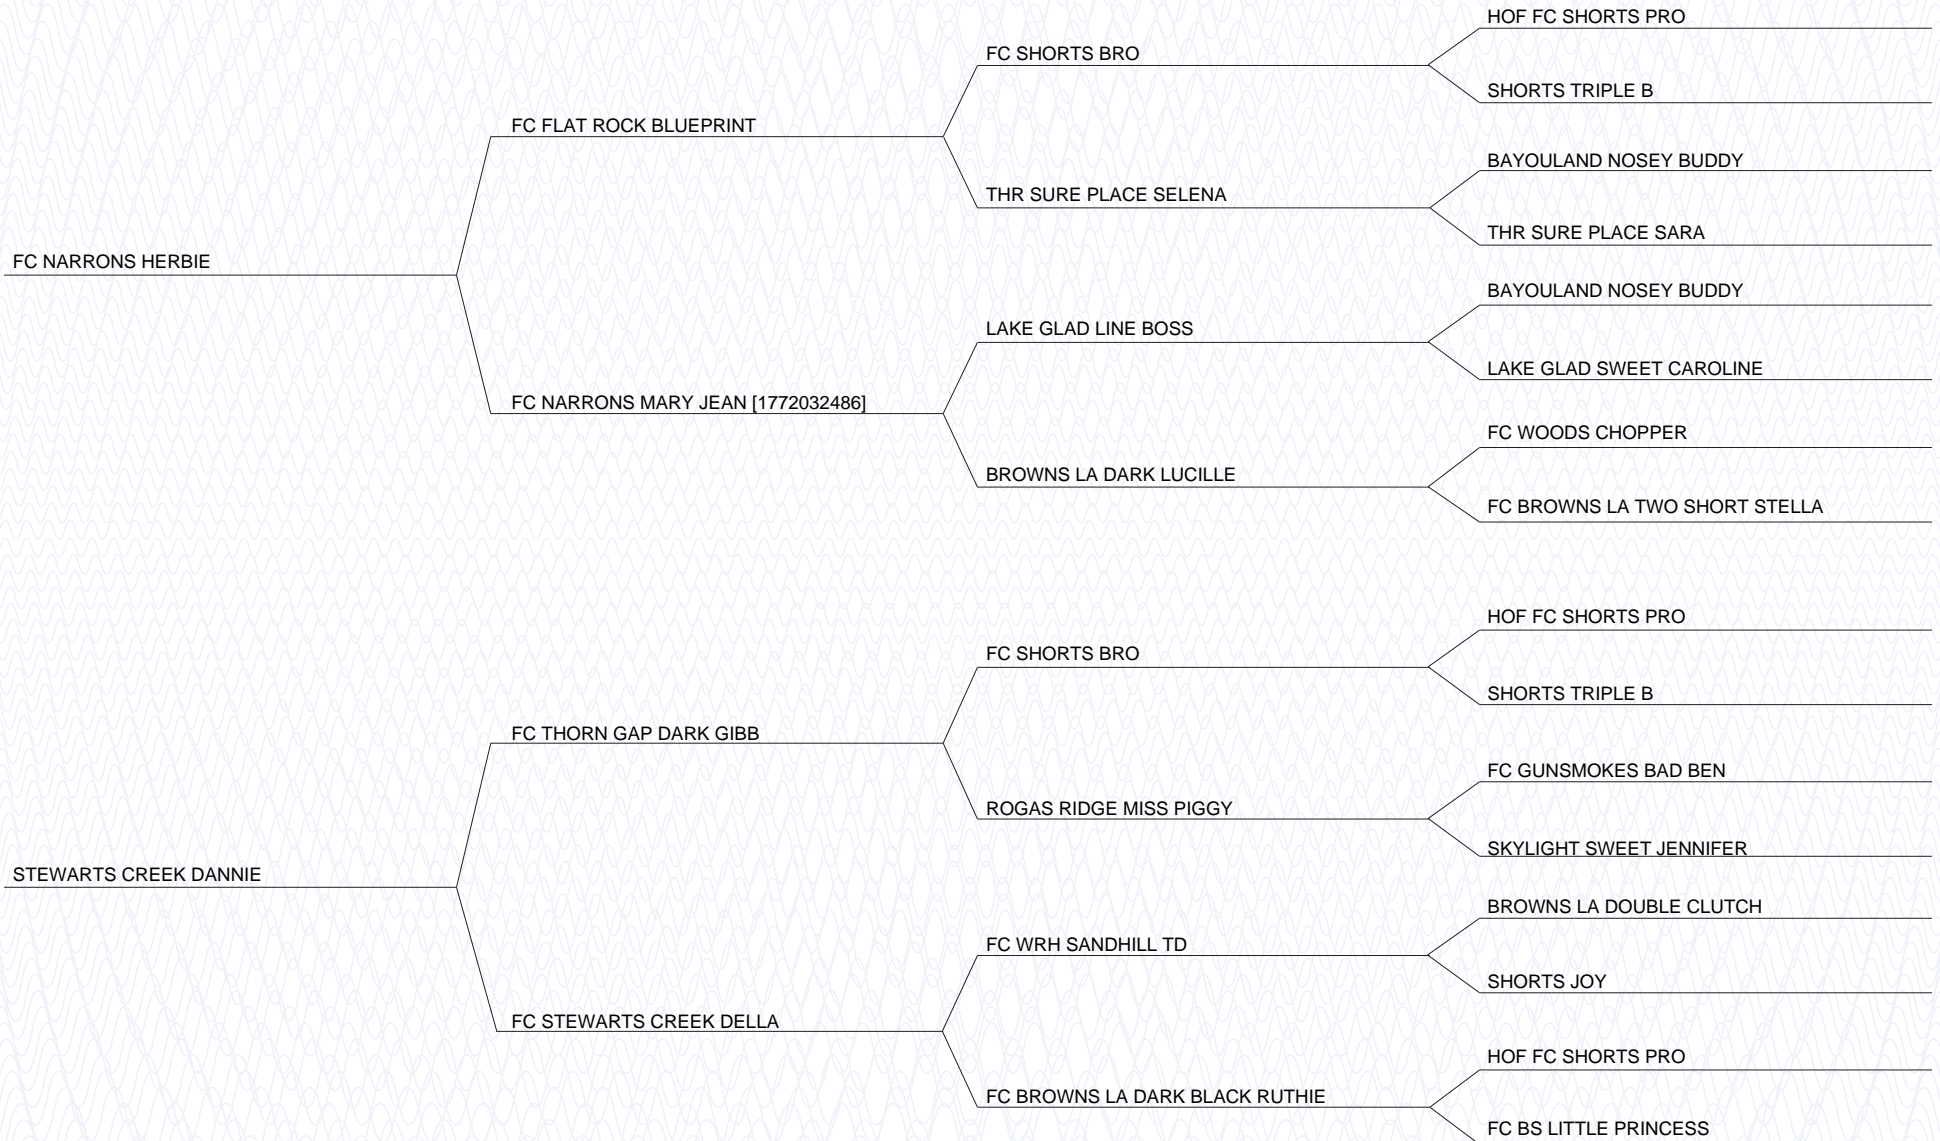 HOF FC SHORTS PRO
FC SHORTS BRO
SHORTS TRIPLE B
FC FLAT ROCK BLUEPRINT
BAYOULAND NOSEY BUDDY
THR SURE PLACE SELENA
THR SURE PLACE SARA
FC NARRONS HERBIE
BAYOULAND NOSEY BUDDY
LAKE GLAD LINE BOSS
LAKE GLAD SWEET CAROLINE
FC NARRONS MARY JEAN [1772032486]
FC WOODS CHOPPER
BROWNS LA DARK LUCILLE
FC BROWNS LA TWO SHORT STELLA
HOF FC SHORTS PRO
FC SHORTS BRO
SHORTS TRIPLE B
FC THORN GAP DARK GIBB
FC GUNSMOKES BAD BEN
ROGAS RIDGE MISS PIGGY
SKYLIGHT SWEET JENNIFER
STEWARTS CREEK DANNIE
BROWNS LA DOUBLE CLUTCH
FC WRH SANDHILL TD
SHORTS JOY
FC STEWARTS CREEK DELLA
HOF FC SHORTS PRO
FC BROWNS LA DARK BLACK RUTHIE
FC BS LITTLE PRINCESS